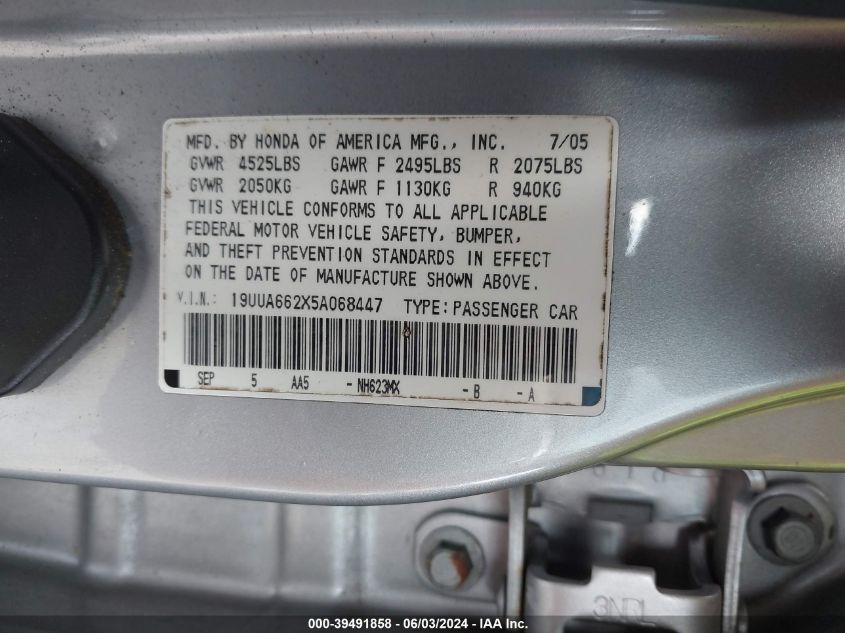 MFD. BY HONDA OF AMERICA MFG., INC. 7/05
GVWR 4525LBS GAWR F 2495LBS R 2075LBS
GVWR 2050KG GAWR F 1130KG R 940KG
THIS VEHICLE CONFORMS TO ALL APPLICABLE
FEDERAL MOTOR VEHICLE SAFETY, BUMPER,
AND THEFT PREVENTION STANDARDS IN EFFECT
ON THE DATE OF MANUFACTURE SHOWN ABOVE.
V.I.N.: 19UUA662X5A068447 TYPE: PASSENGER CAR
SEP 5 AA5 - NH623MX - B - A
3NDL
000-39491858 / 06/03/2024 - IAA Inc.